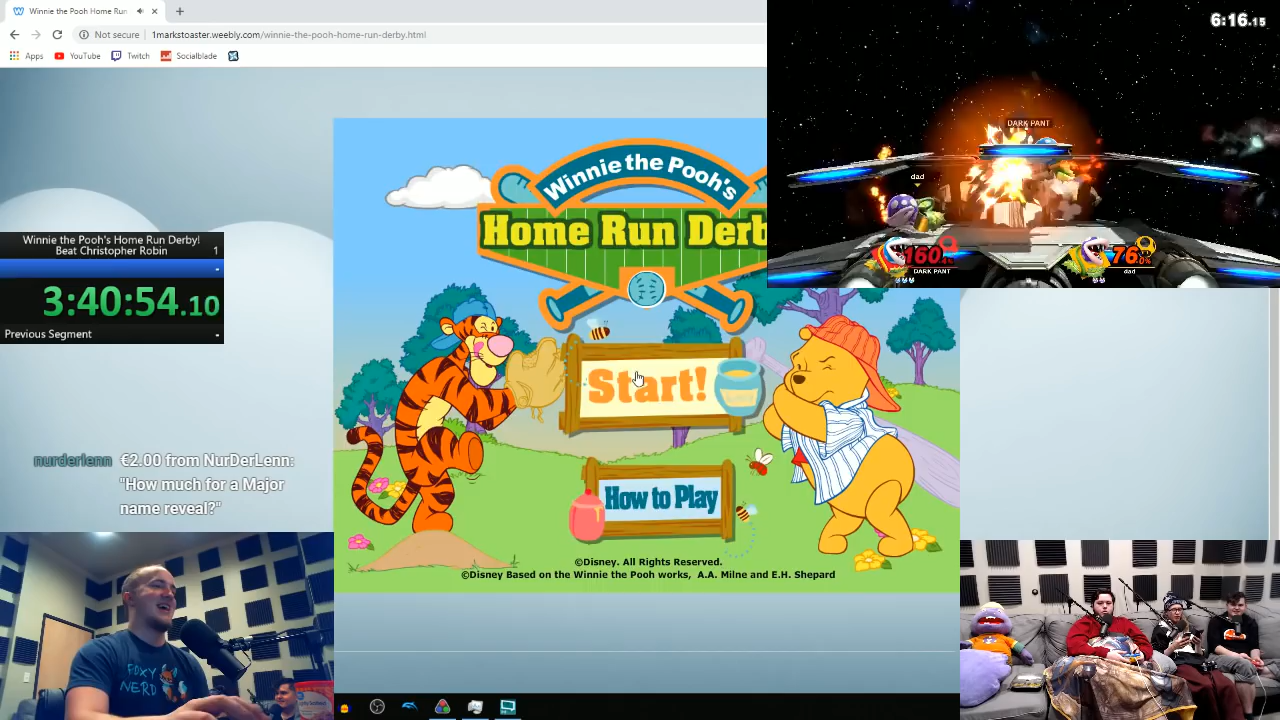 Winnie the Pooh Home Run
Not secure
1markstoaster.weebly.com/winnie-the-pooh-home-run-derby.html
Apps
YouTube
Twitch
Socialblade
6:16.15
DARK PANT
dad
160
DARK PANT
76.0%
dad
Winnie the Pooh's
Home Run Derb
Winnie the Pooh's Home Run Derby!
Beat Christopher Robin 1
-
3:40:54.10
Previous Segment -
Start!
How to Play
nurderlenn €2.00 from NurDerLenn:
"How much for a Major
name reveal?"
©Disney. All Rights Reserved.
©Disney Based on the Winnie the Pooh works, A.A. Milne and E.H. Shepard
FOXY
NERD